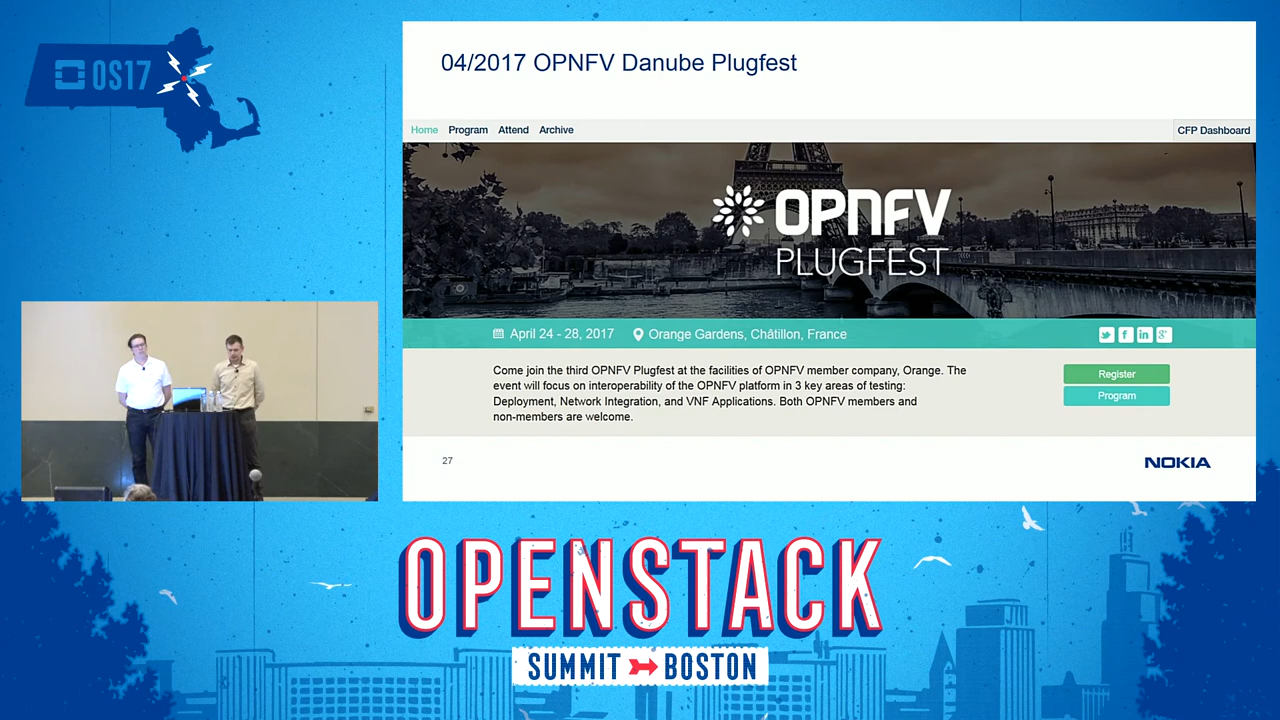 OS17
04/2017 OPNFV Danube Plugfest
Home Program Attend Archive CFP Dashboard
OPNFV
PLUGFEST
April 24 - 28, 2017 Orange Gardens, Châtillon, France
Come join the third OPNFV Plugfest at the facilities of OPNFV member company, Orange. The
event will focus on interoperability of the OPNFV platform in 3 key areas of testing:
Deployment, Network Integration, and VNF Applications. Both OPNFV members and
non-members are welcome.
Register
Program
27
NOKIA
OPENSTACK
SUMMIT BOSTON